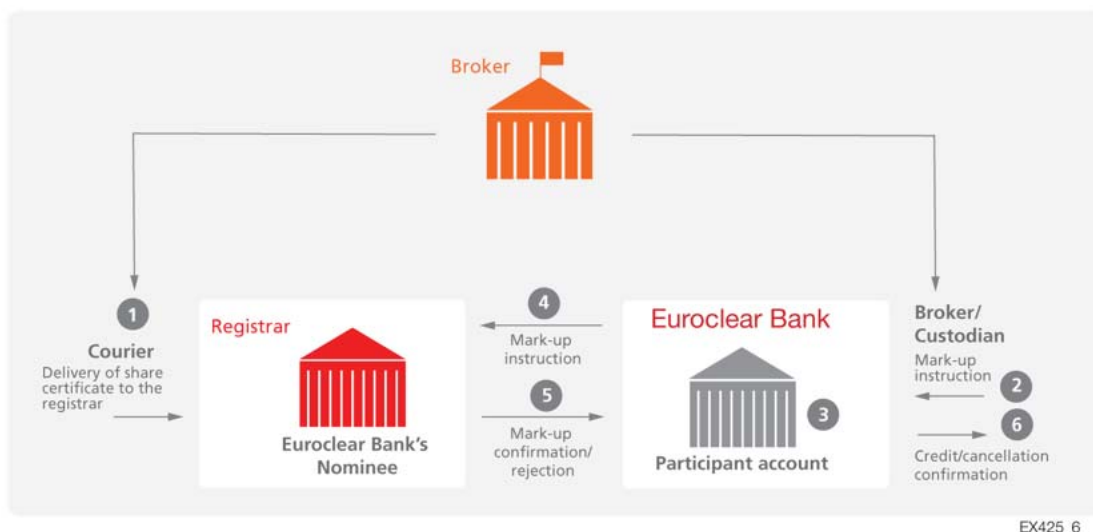 Broker
1
Courier
Delivery of share
certificate to the
registrar
Registrar
Euroclear Bank's
Nominee
4
Mark-up
instruction
5
Mark-up
confirmation/
rejection
Euroclear Bank
3
Participant account
Broker/
Custodian
Mark-up
instruction
2
6
Credit/cancellation
confirmation
EX425_6